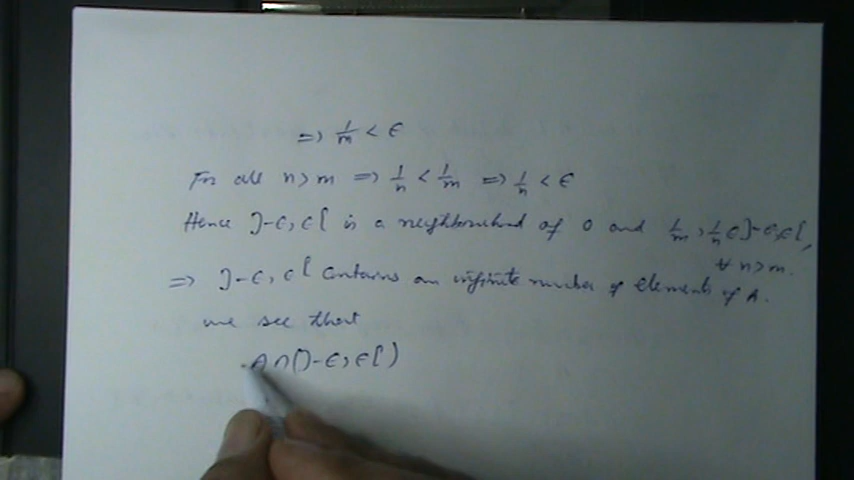 => 1/m < ϵ
For all n > m => 1/n < 1/m => 1/n < ϵ
Hence ]-ϵ, ϵ[ is a neighbourhood of 0 and 1/m, 1/n ∈ ]-ϵ, ϵ[,
∀ n > m.
=> ]-ϵ, ϵ[ contains an infinite number of elements of A.
we see that
A ∩ (]-ϵ, ϵ[)